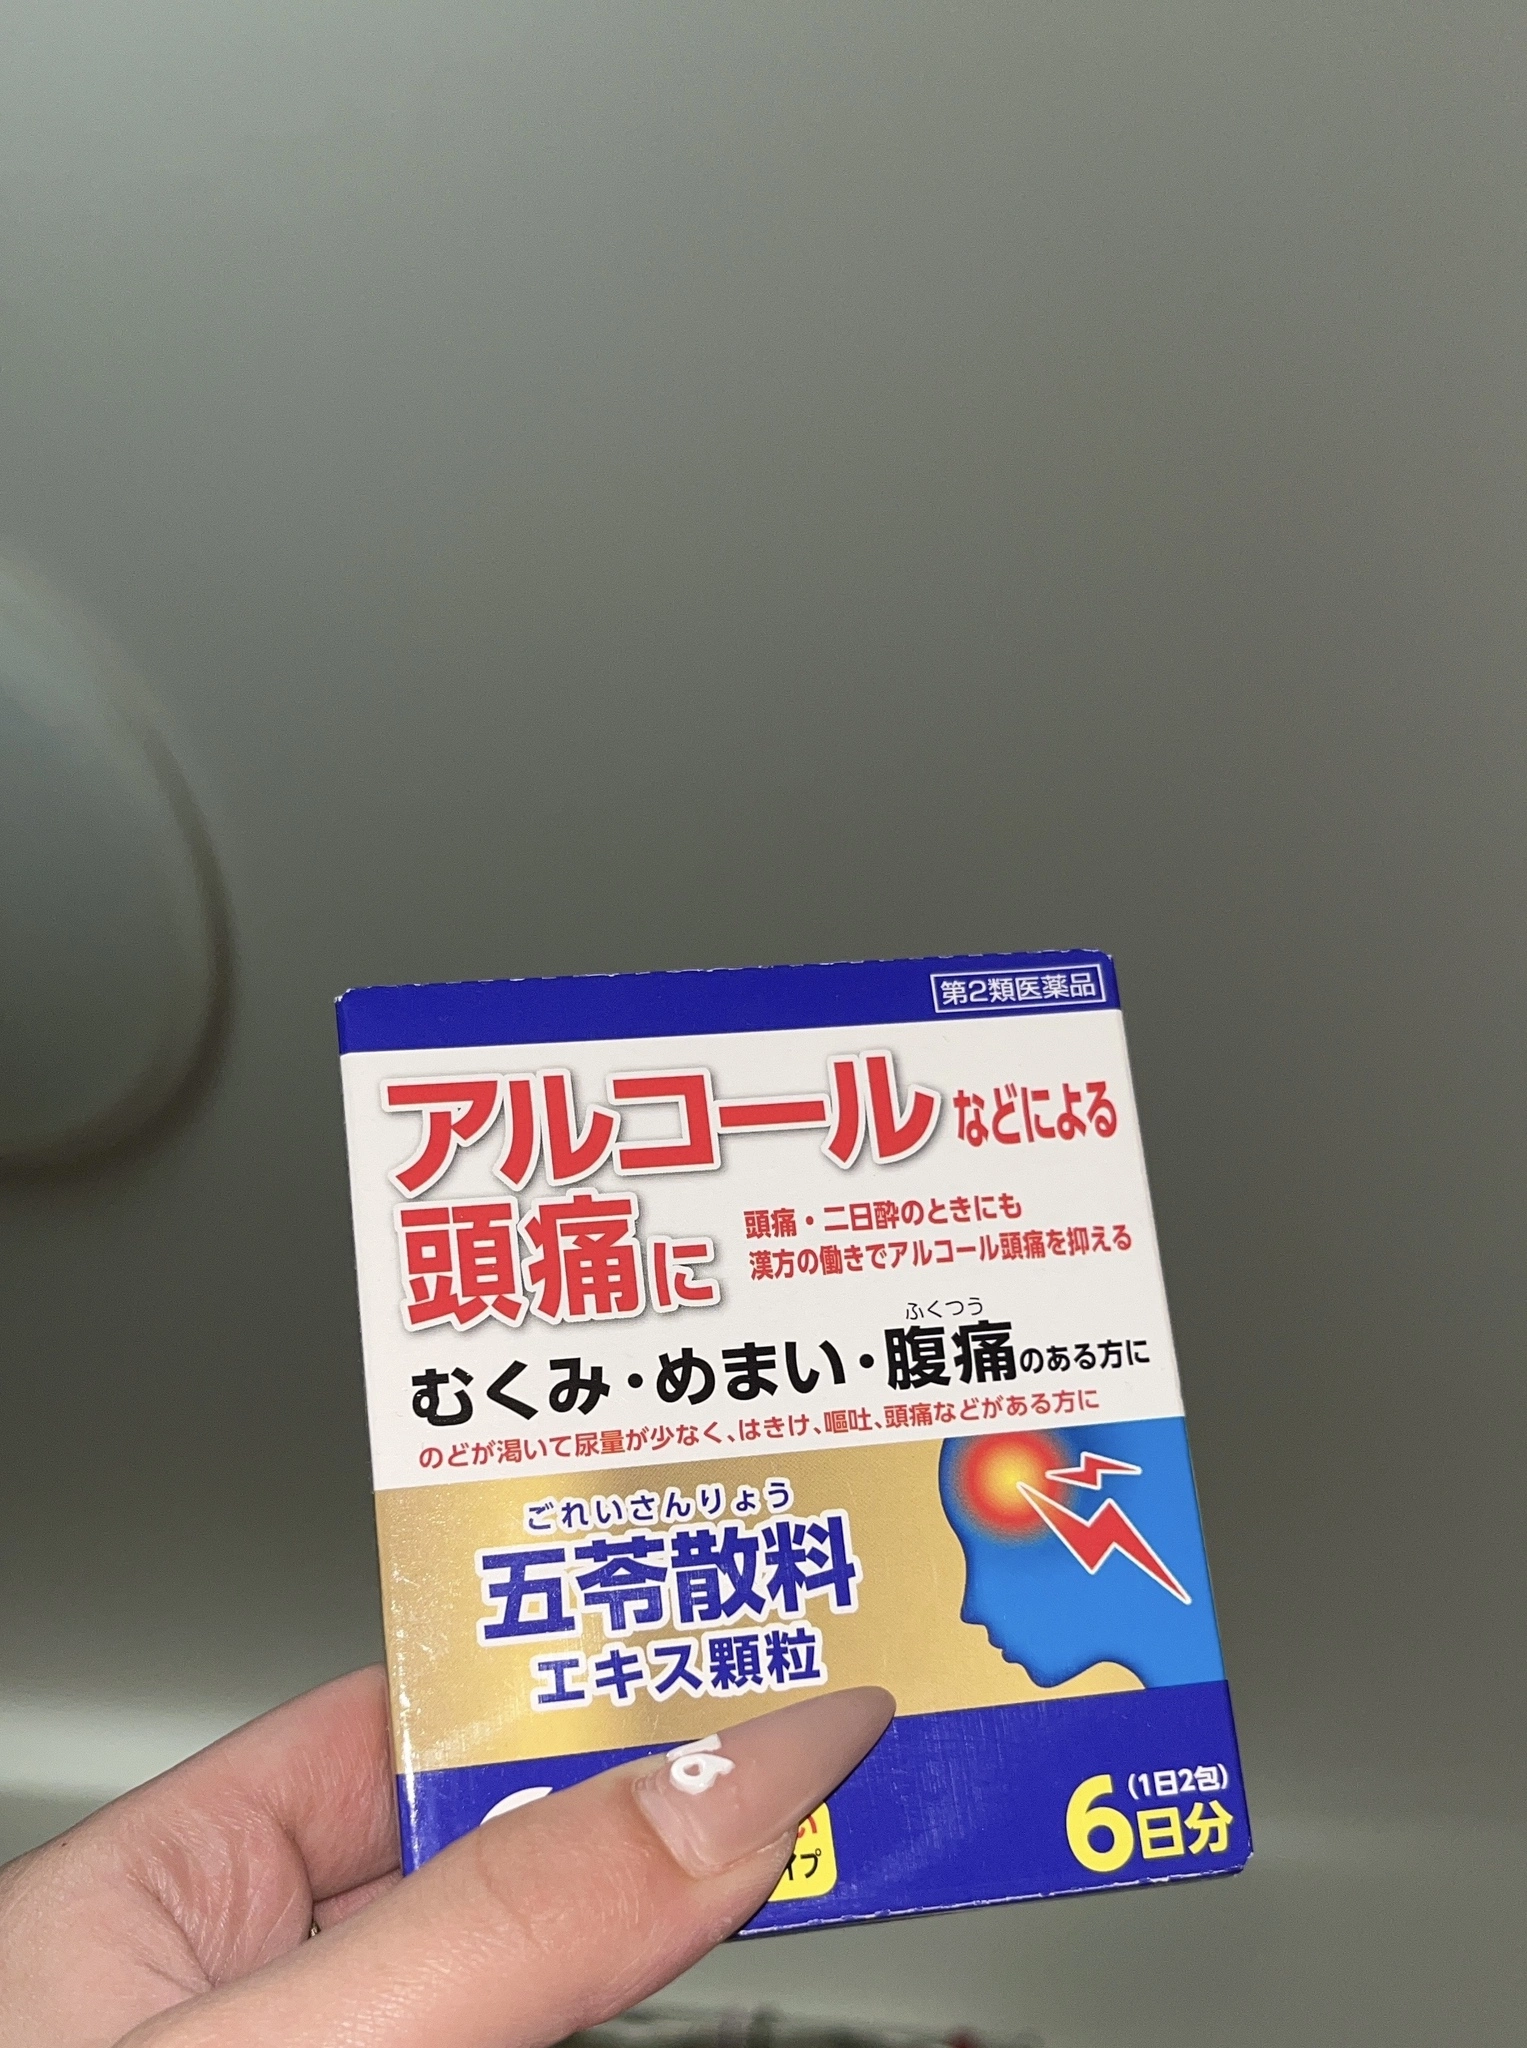 第2類医薬品
アルコールなどによる
頭痛に
頭痛・二日酔のときにも
漢方の働きでアルコール頭痛を抑える
ふくつう
むくみ・めまい・腹痛のある方に
のどが渇いて尿量が少なく、はきけ、嘔吐、頭痛などがある方に
ごれいさんりょう
五苓散料
エキス顆粒
(1日2包)
6日分